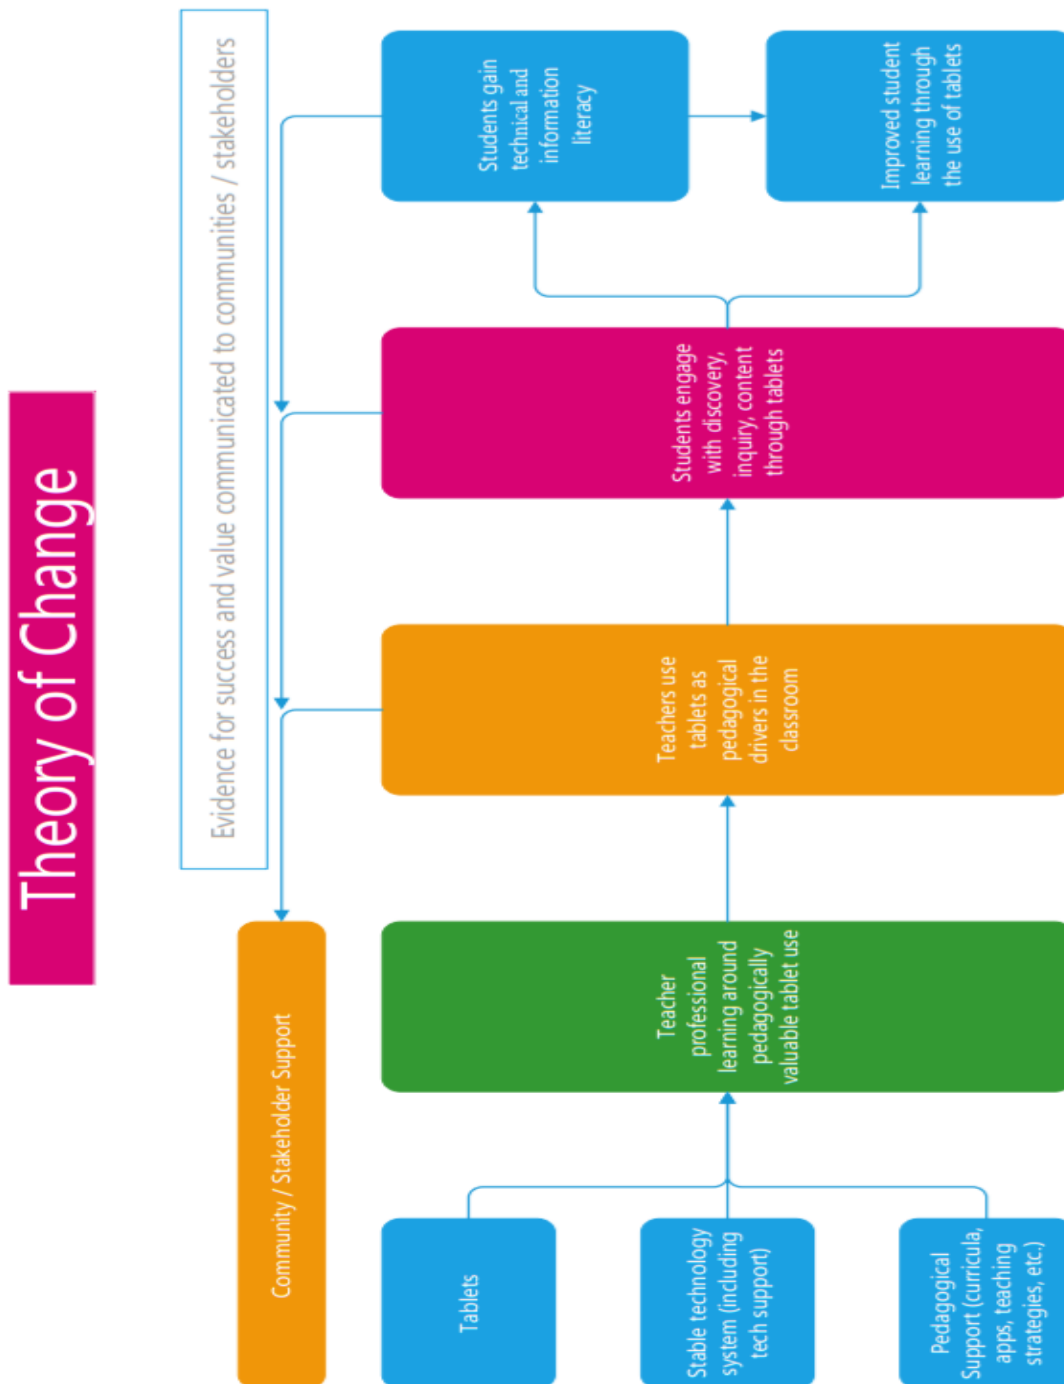 Theory of Change
Evidence for success and value communicated to communities / stakeholders
Community / Stakeholder Support
Tablets
Stable technology
system (including
tech support)
Pedagogical
Support (curricula,
apps, teaching
strategies, etc.)
Teacher
professional
learning around
pedagogically
valuable tablet use
Teachers use
tablets as
pedagogical
drivers in the
classroom
Students engage
with discovery,
inquiry, content
through tablets
Students gain
technical and
information
literacy
Improved student
learning through
the use of tablets